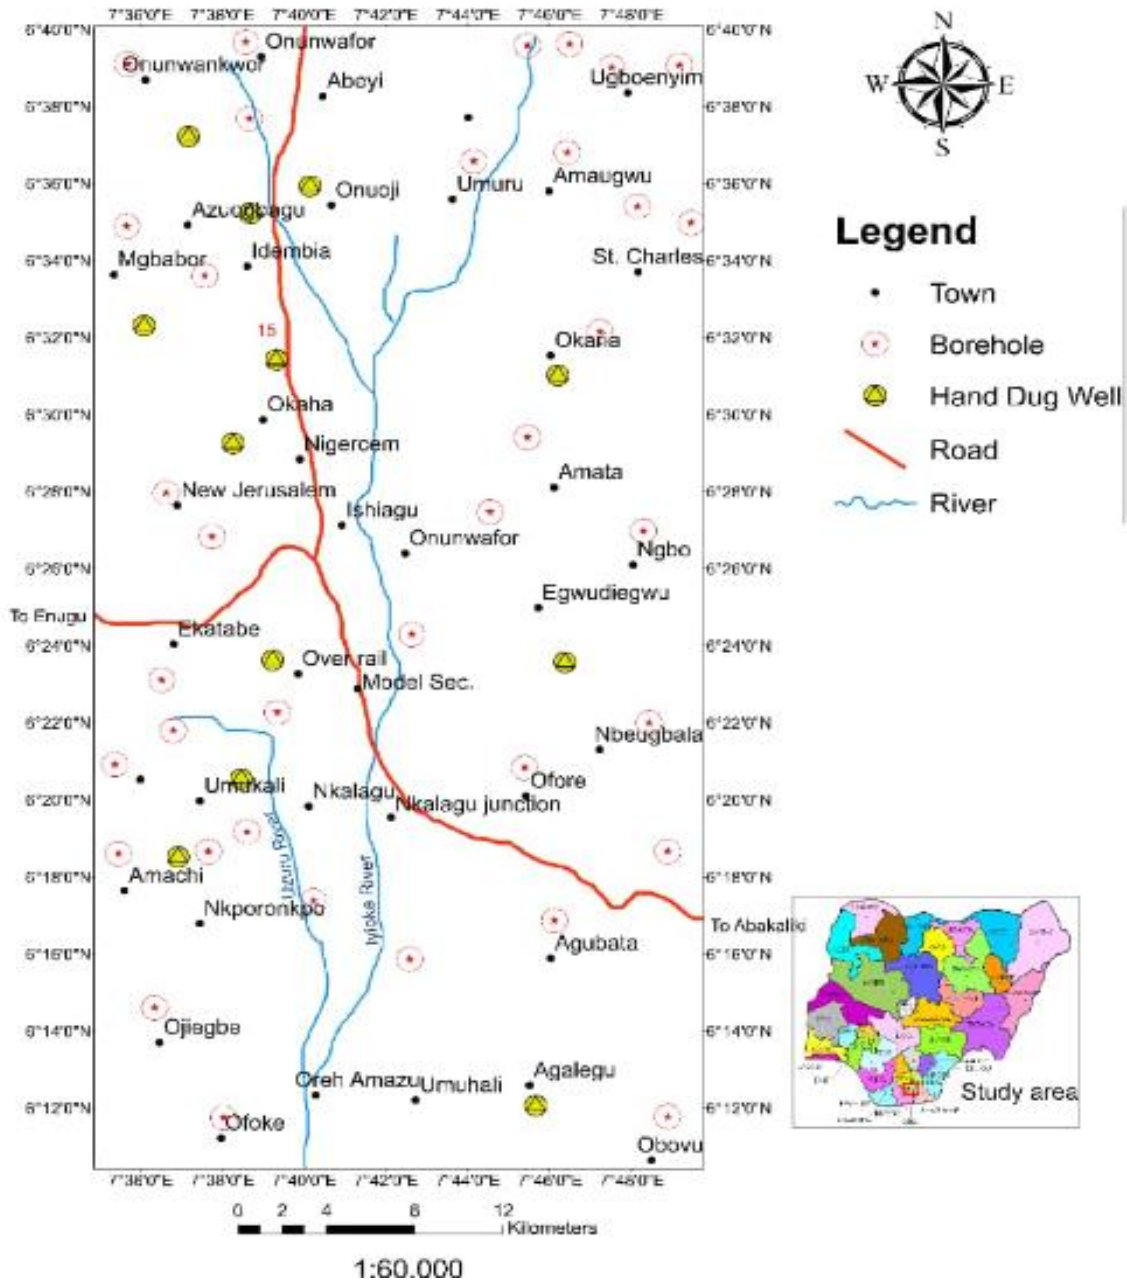 7°36'0"E 7°38'0"E 7°40'0"E 7°42'0"E 7°44'0"E 7°46'0"E 7°48'0"E
6°40'0"N 6°40'0"N
Onunwafor
Onunwankwor
Abeyi
Ugboenyim
6°38'0"N 6°38'0"N
6°36'0"N 6°36'0"N
Onuoji
Umuru
Amaugwu
Idembia
Mgbabor
St. Charles
6°34'0"N 6°34'0"N
15
6°32'0"N 6°32'0"N
Okaha
6°30'0"N 6°30'0"N
Nigercem
Amata
6°28'0"N 6°28'0"N
New Jerusalem
Ishiagu
Onunwafor
Ngbo
6°26'0"N 6°26'0"N
Egwudiegwu
To Enugu
Ekatabe
6°24'0"N 6°24'0"N
Over rail
Model Sec.
6°22'0"N 6°22'0"N
Nbeugbala
Ofore
Umukali
Nkalagu
Nkalagu junction
6°20'0"N 6°20'0"N
Iyioka River
6°18'0"N 6°18'0"N
Amachi
Nkporonkpo
To Abakaliki
Agubata
6°16'0"N 6°16'0"N
6°14'0"N 6°14'0"N
Ojiegbe
Oreh Amazu
Umuhali
Agalegu
6°12'0"N 6°12'0"N
Ofoke
Obovu
7°36'0"E 7°38'0"E 7°40'0"E 7°42'0"E 7°44'0"E 7°46'0"E 7°48'0"E
0 2 4 8 12
Kilometers
1:60.000
N
W E
S
Legend
Town
Borehole
Hand Dug Well
Road
River
Study area